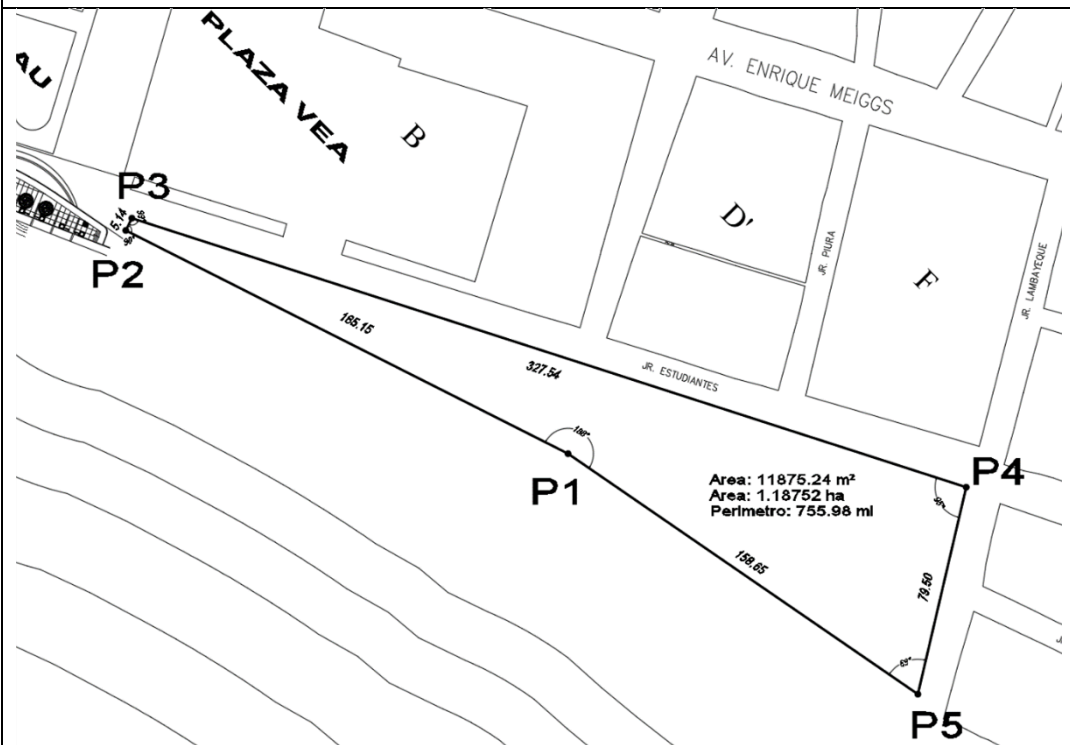 AU
PLAZA VEA
B
AV. ENRIQUE MEIGGS
P3
5.14
P2
D'
JR. PIURA
F
JR. LAMBAYEQUE
185.15
327.54
JR. ESTUDIANTES
P1
P4
Area: 11875.24 m²
Area: 1.18752 ha
Perimetro: 755.98 ml
158.65
79.50
69°
P5